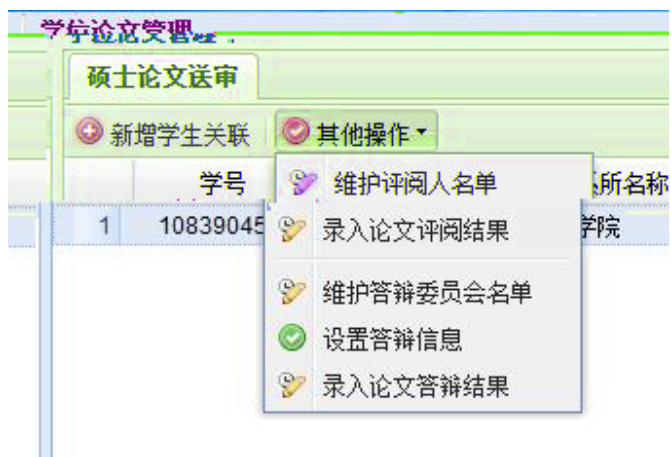 学位论文管理
硕士论文送审
新增学生关联 其他操作
学号 维护评阅人名单 所名称
1 10839045 录入论文评阅结果 学院
维护答辩委员会名单
设置答辩信息
录入论文答辩结果